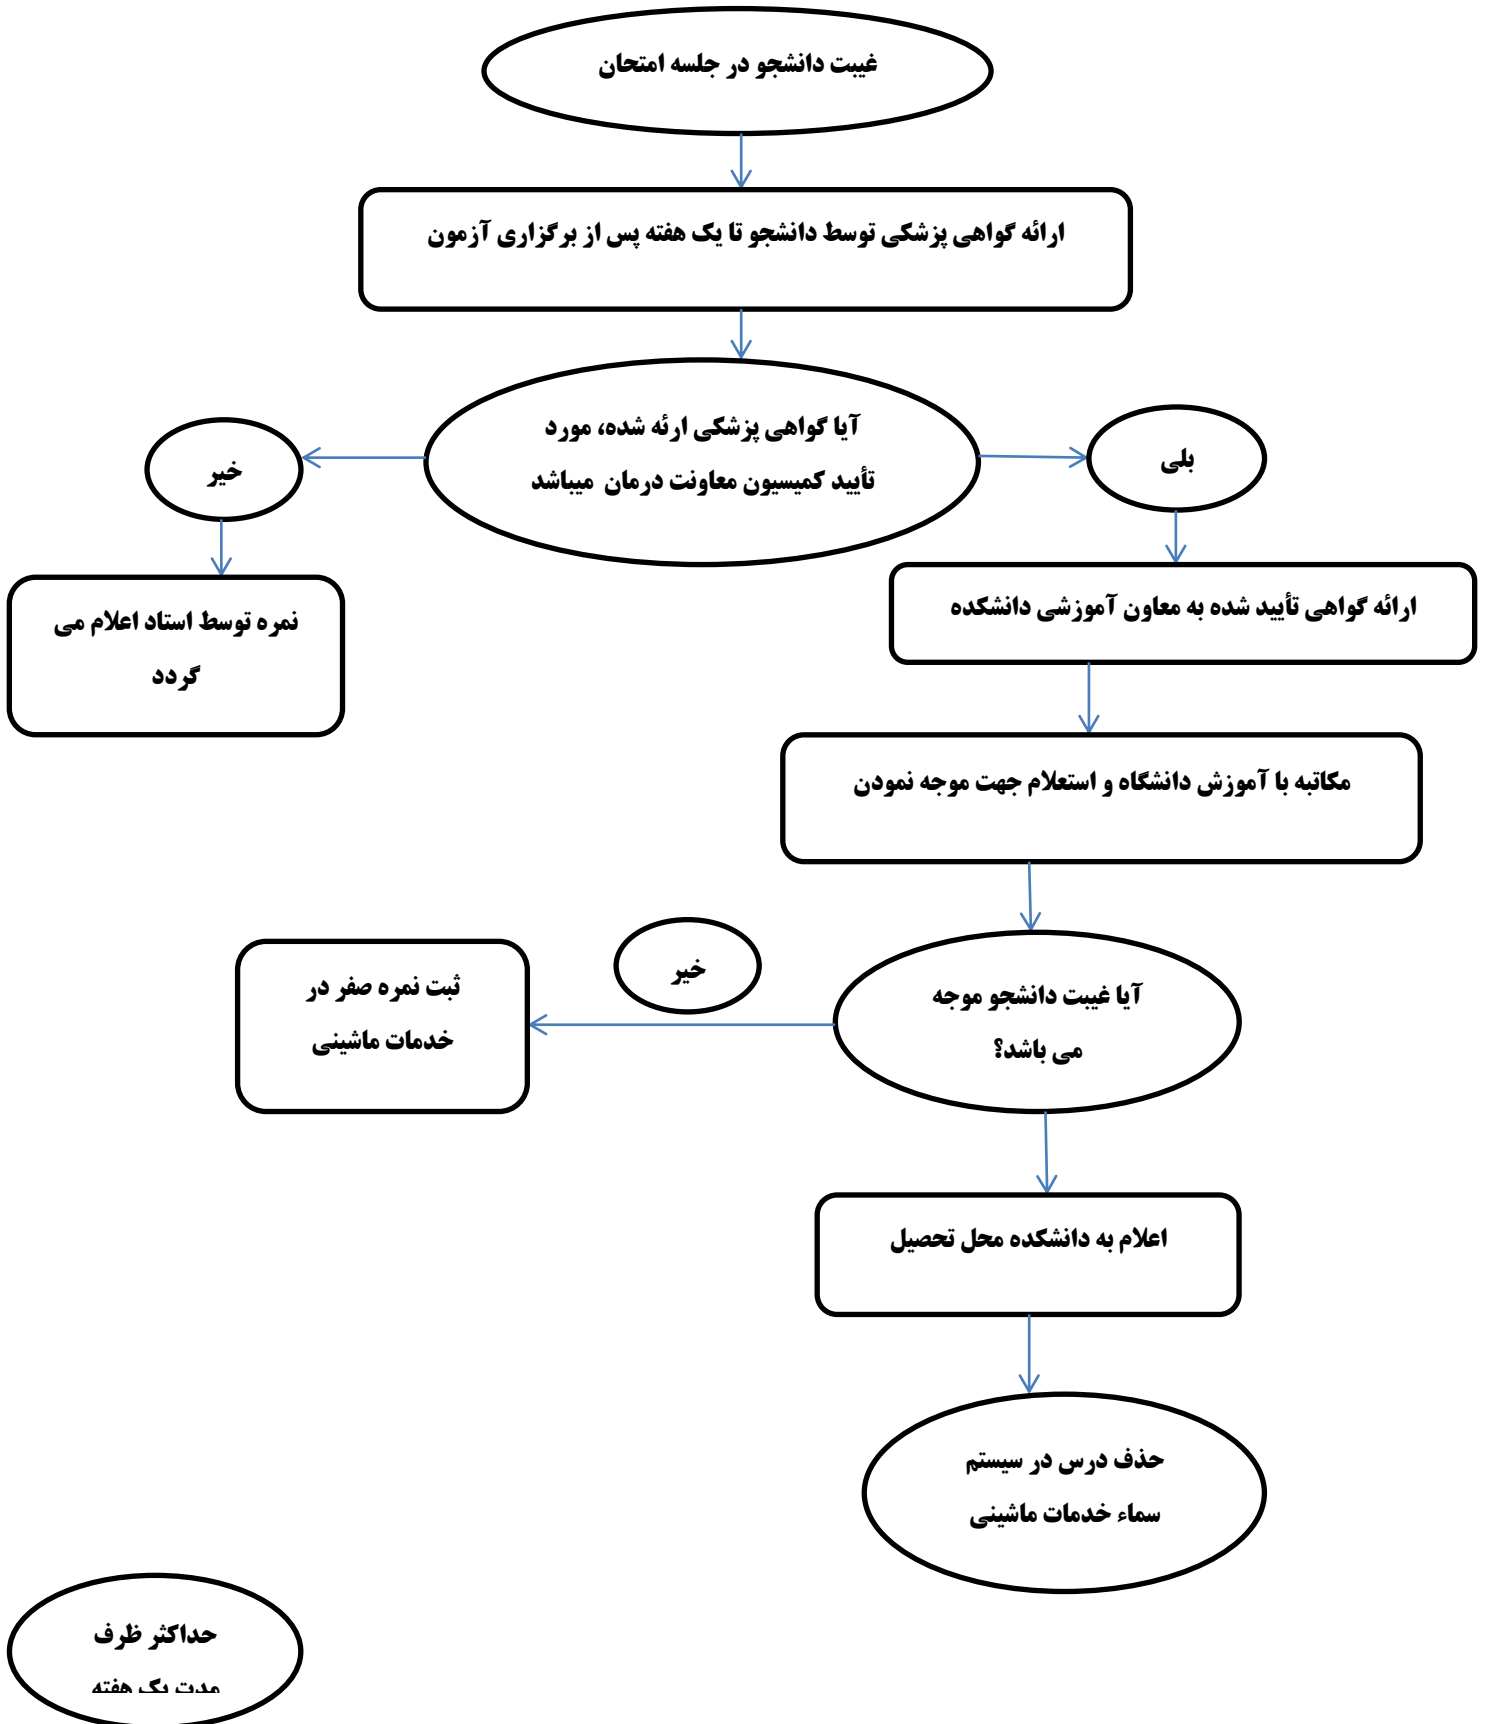 غیبت دانشجو در جلسه امتحان
ارائه گواهی پزشکی توسط دانشجو تا یک هفته پس از برگزاری آزمون
آیا گواهی پزشکی ارئه شده، مورد
تأیید کمیسیون معاونت درمان میباشد
بلی
خیر
ارائه گواهی تأیید شده به معاون آموزشی دانشکده
نمره توسط استاد اعلام می
گردد
مکاتبه با آموزش دانشگاه و استعلام جهت موجه نمودن
خیر
آیا غیبت دانشجو موجه
می باشد؟
ثبت نمره صفر در
خدمات ماشینی
اعلام به دانشکده محل تحصیل
حذف درس در سیستم
سماء خدمات ماشینی
حداکثر ظرف
مدت یک هفته